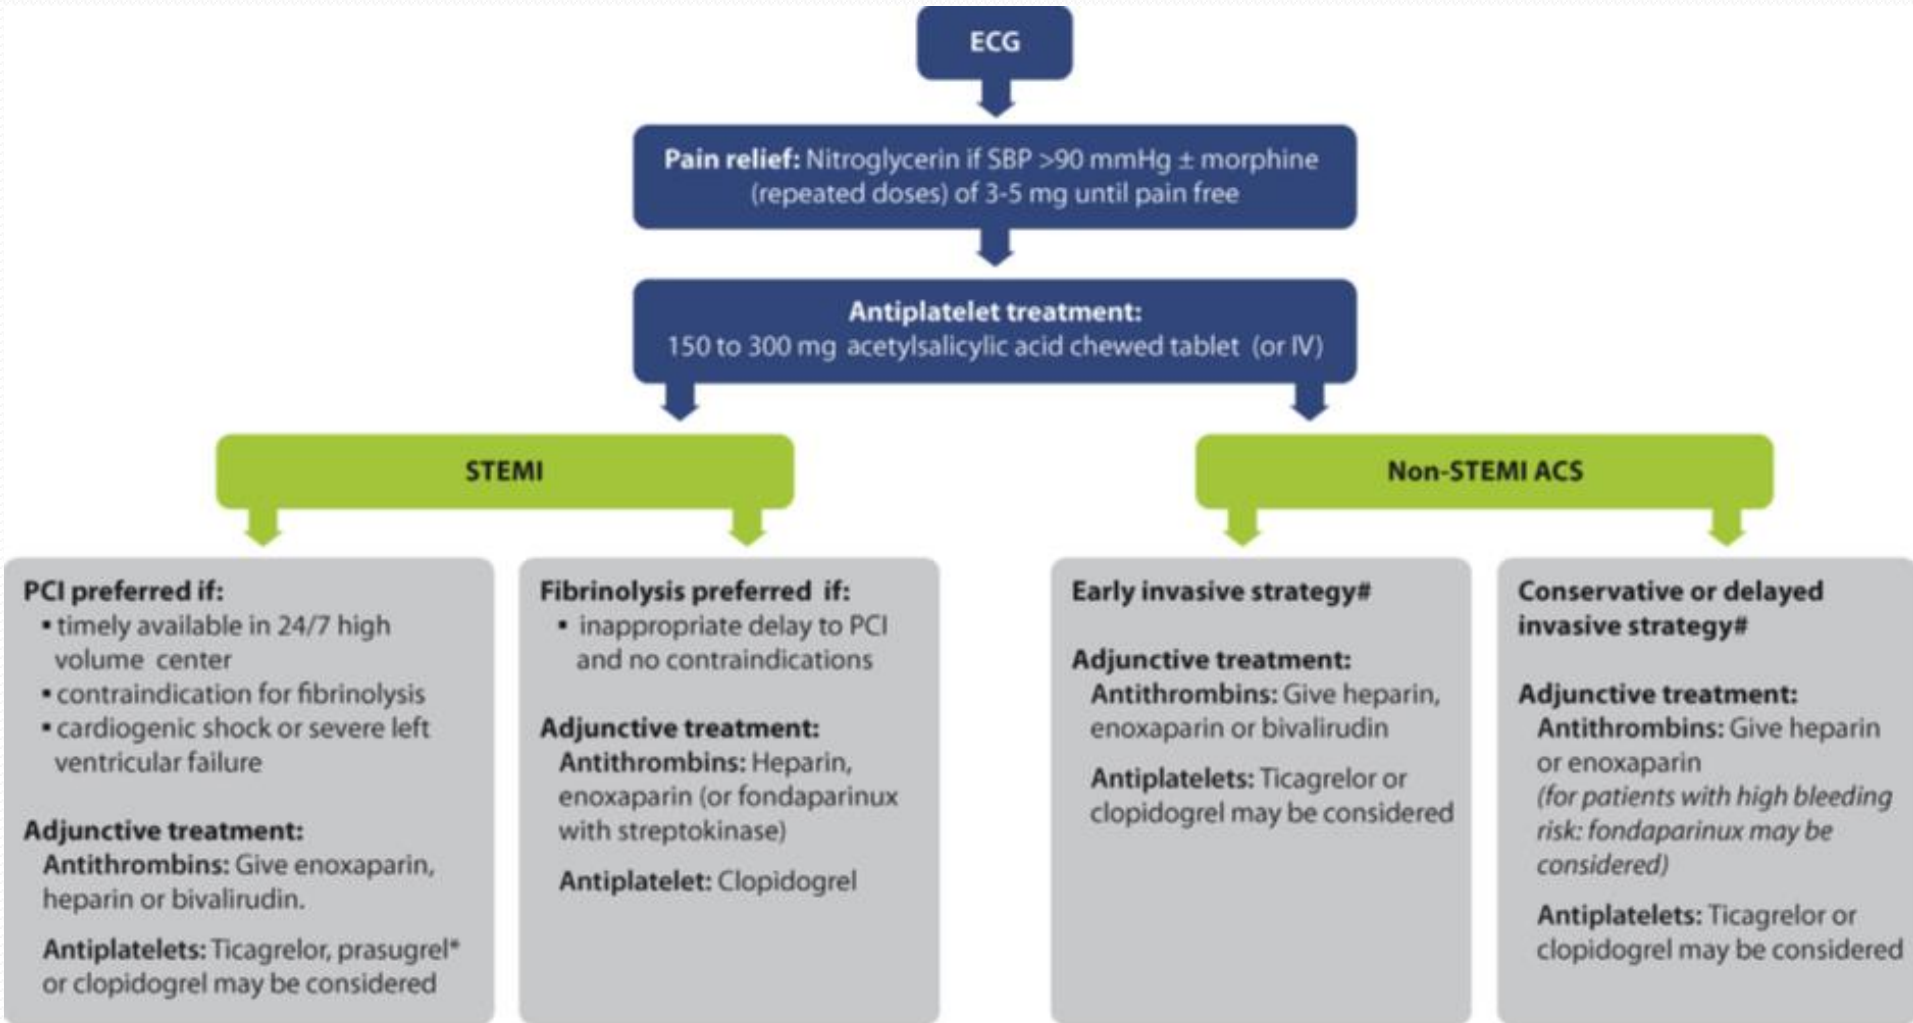 ECG
Pain relief: Nitroglycerin if SBP >90 mmHg ± morphine
(repeated doses) of 3-5 mg until pain free
Antiplatelet treatment:
150 to 300 mg acetylsalicylic acid chewed tablet (or IV)
STEMI
Non-STEMI ACS
PCI preferred if:
▪ timely available in 24/7 high
volume center
▪ contraindication for fibrinolysis
▪ cardiogenic shock or severe left
ventricular failure
Adjunctive treatment:
Antithrombins: Give enoxaparin,
heparin or bivalirudin.
Antiplatelets: Ticagrelor, prasugrel*
or clopidogrel may be considered
Fibrinolysis preferred if:
▪ inappropriate delay to PCI
and no contraindications
Adjunctive treatment:
Antithrombins: Heparin,
enoxaparin (or fondaparinux
with streptokinase)
Antiplatelet: Clopidogrel
Early invasive strategy#
Adjunctive treatment:
Antithrombins: Give heparin,
enoxaparin or bivalirudin
Antiplatelets: Ticagrelor or
clopidogrel may be considered
Conservative or delayed
invasive strategy#
Adjunctive treatment:
Antithrombins: Give heparin
or enoxaparin
(for patients with high bleeding
risk: fondaparinux may be
considered)
Antiplatelets: Ticagrelor or
clopidogrel may be considered